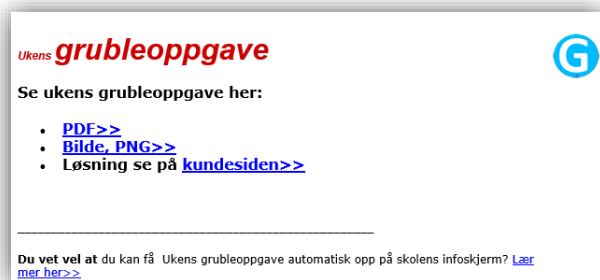 Ukens grubleoppgave
G
Se ukens grubleoppgave her:
• PDF>>
• Bilde, PNG>>
• Løsning se på kundesiden>>
Du vet vel at du kan få Ukens grubleoppgave automatisk opp på skolens infoskjerm? Lær
mer her>>